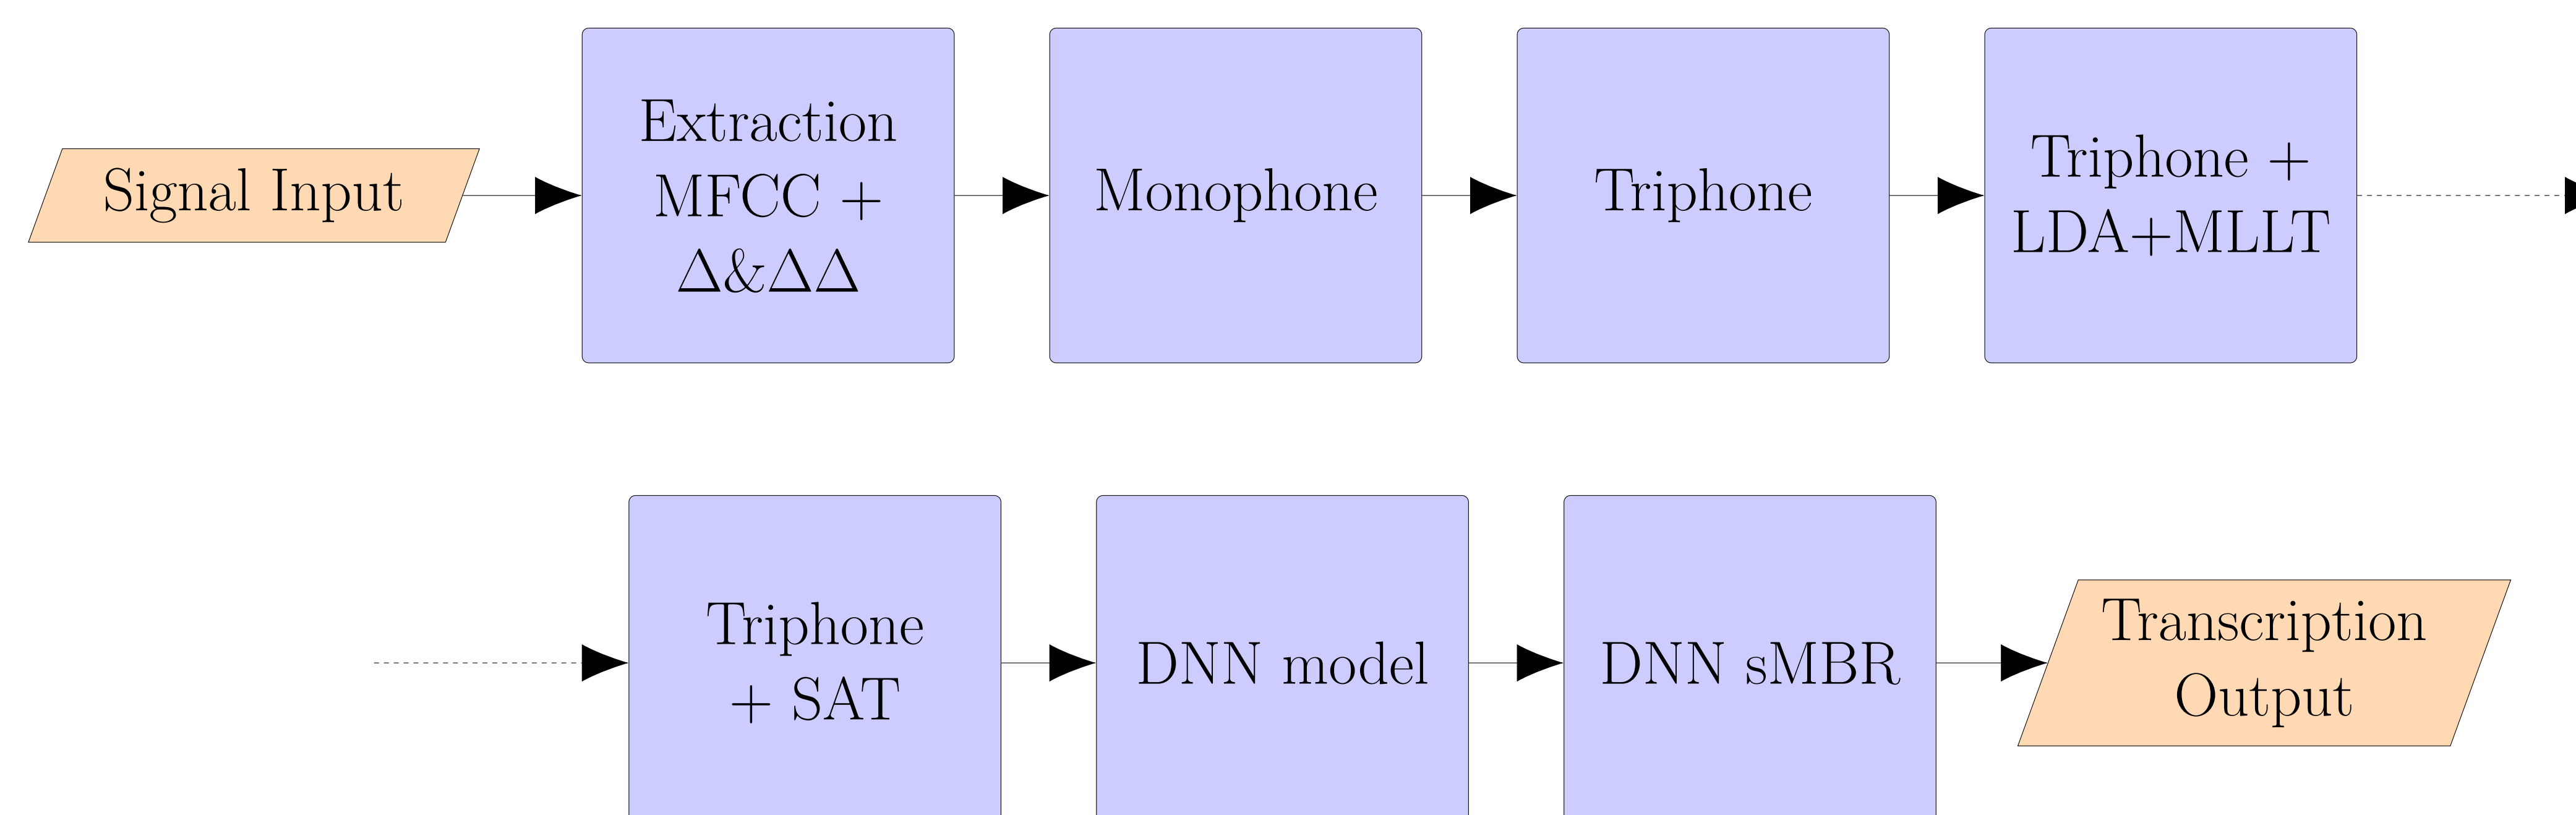 Signal Input
Extraction
MFCC +
Δ&ΔΔ
Monophone
Triphone
Triphone +
LDA+MLLT
Triphone
+ SAT
DNN model
DNN sMBR
Transcription
Output